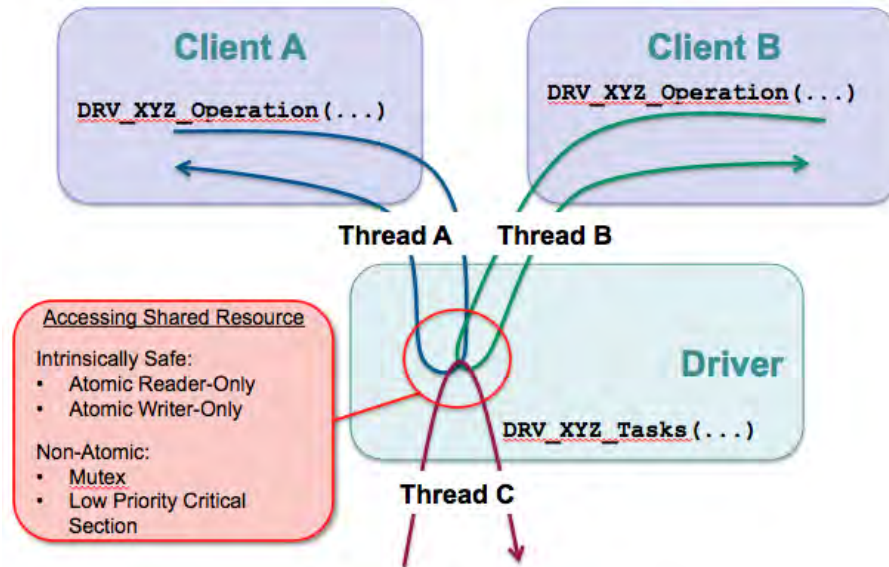 Client A
DRV_XYZ_Operation(...)
Client B
DRV_XYZ_Operation(...)
Thread A
Thread B
Accessing Shared Resource
Intrinsically Safe:
• Atomic Reader-Only
• Atomic Writer-Only
Non-Atomic:
• Mutex
• Low Priority Critical
Section
Driver
DRV_XYZ_Tasks(...)
Thread C